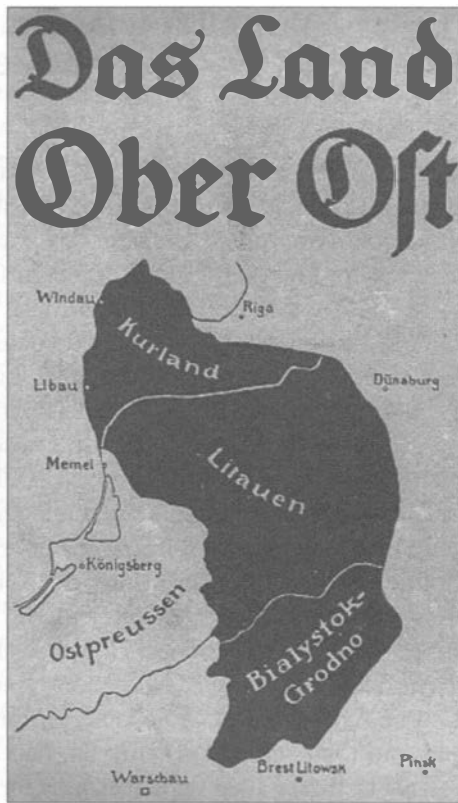 Das Land
Ober Ost
Windau
Riga
Kurland
Libau
Dünaburg
Memel
Litauen
Königsberg
Ostpreussen
Bialystok-
Grodno
Pinsk
Brest Litowsk
Warschau